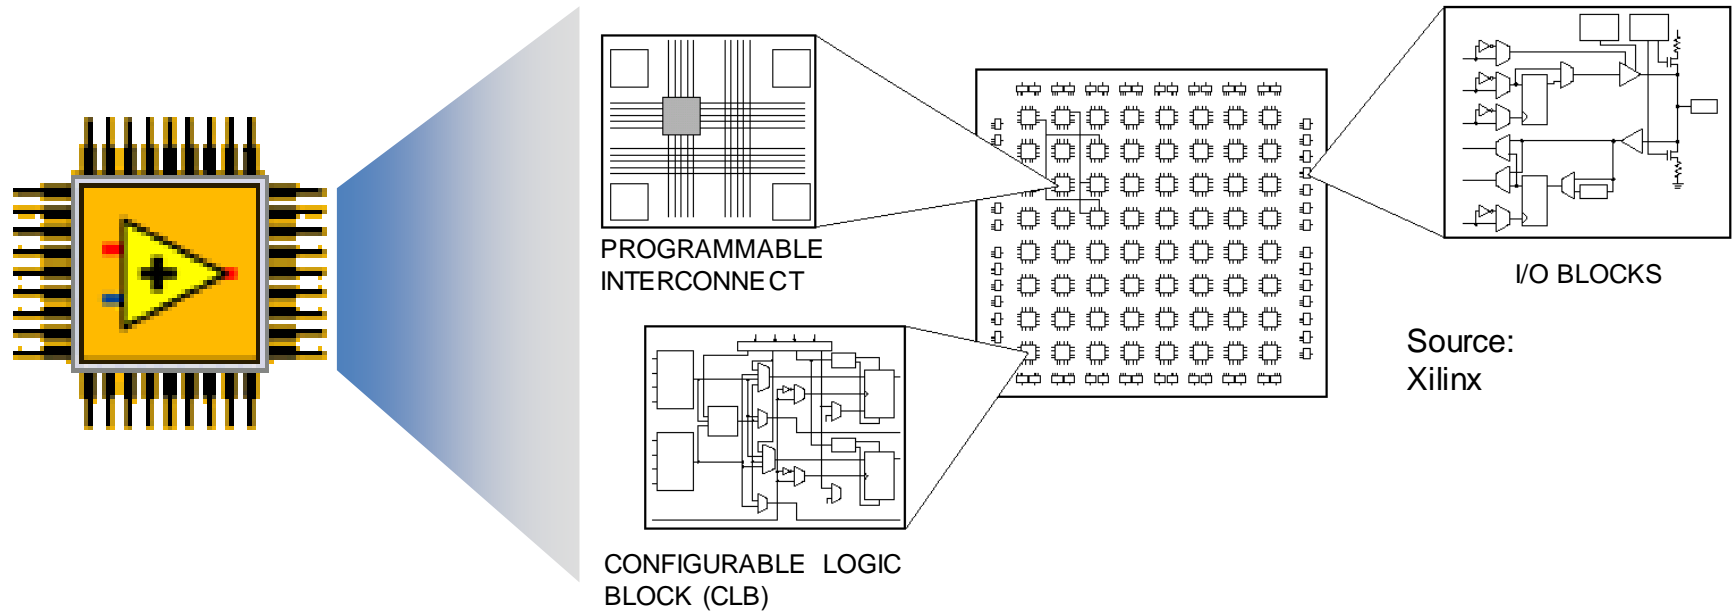 PROGRAMMABLE
INTERCONNECT
CONFIGURABLE LOGIC
BLOCK (CLB)
I/O BLOCKS
Source:
Xilinx